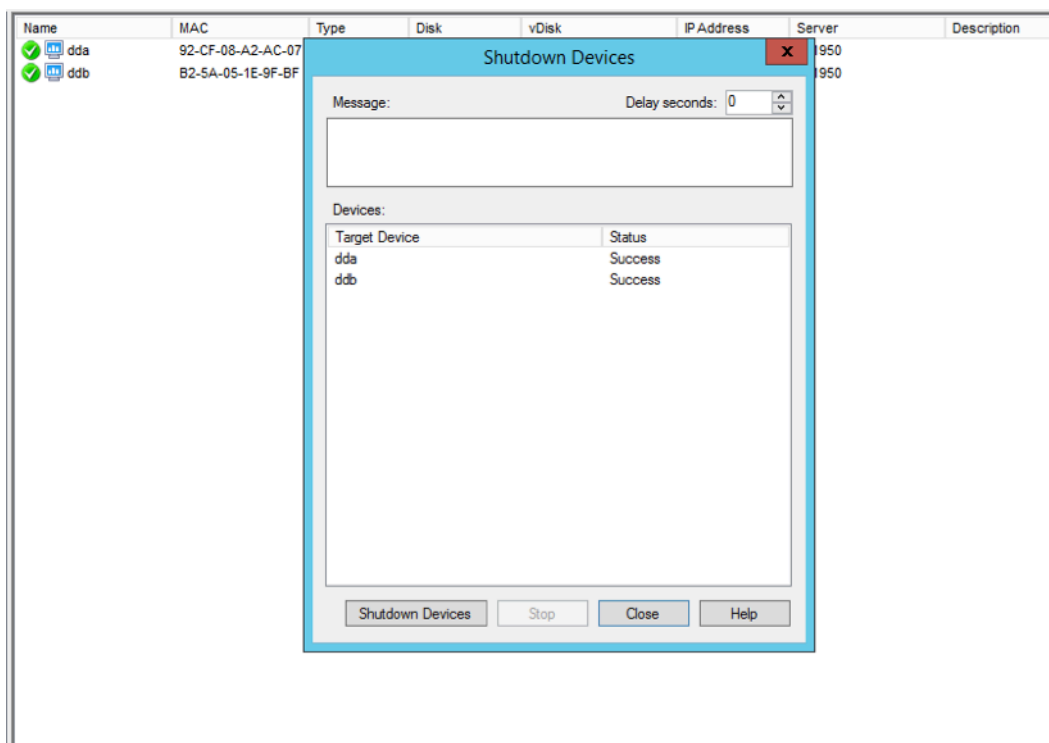 Name MAC Type Disk vDisk IP Address Server Description
dda 92-CF-08-A2-AC-07 1950
ddb B2-5A-05-1E-9F-BF 1950
Shutdown Devices x
Message: Delay seconds: 0
Devices:
Target Device Status
dda Success
ddb Success
Shutdown Devices Stop Close Help